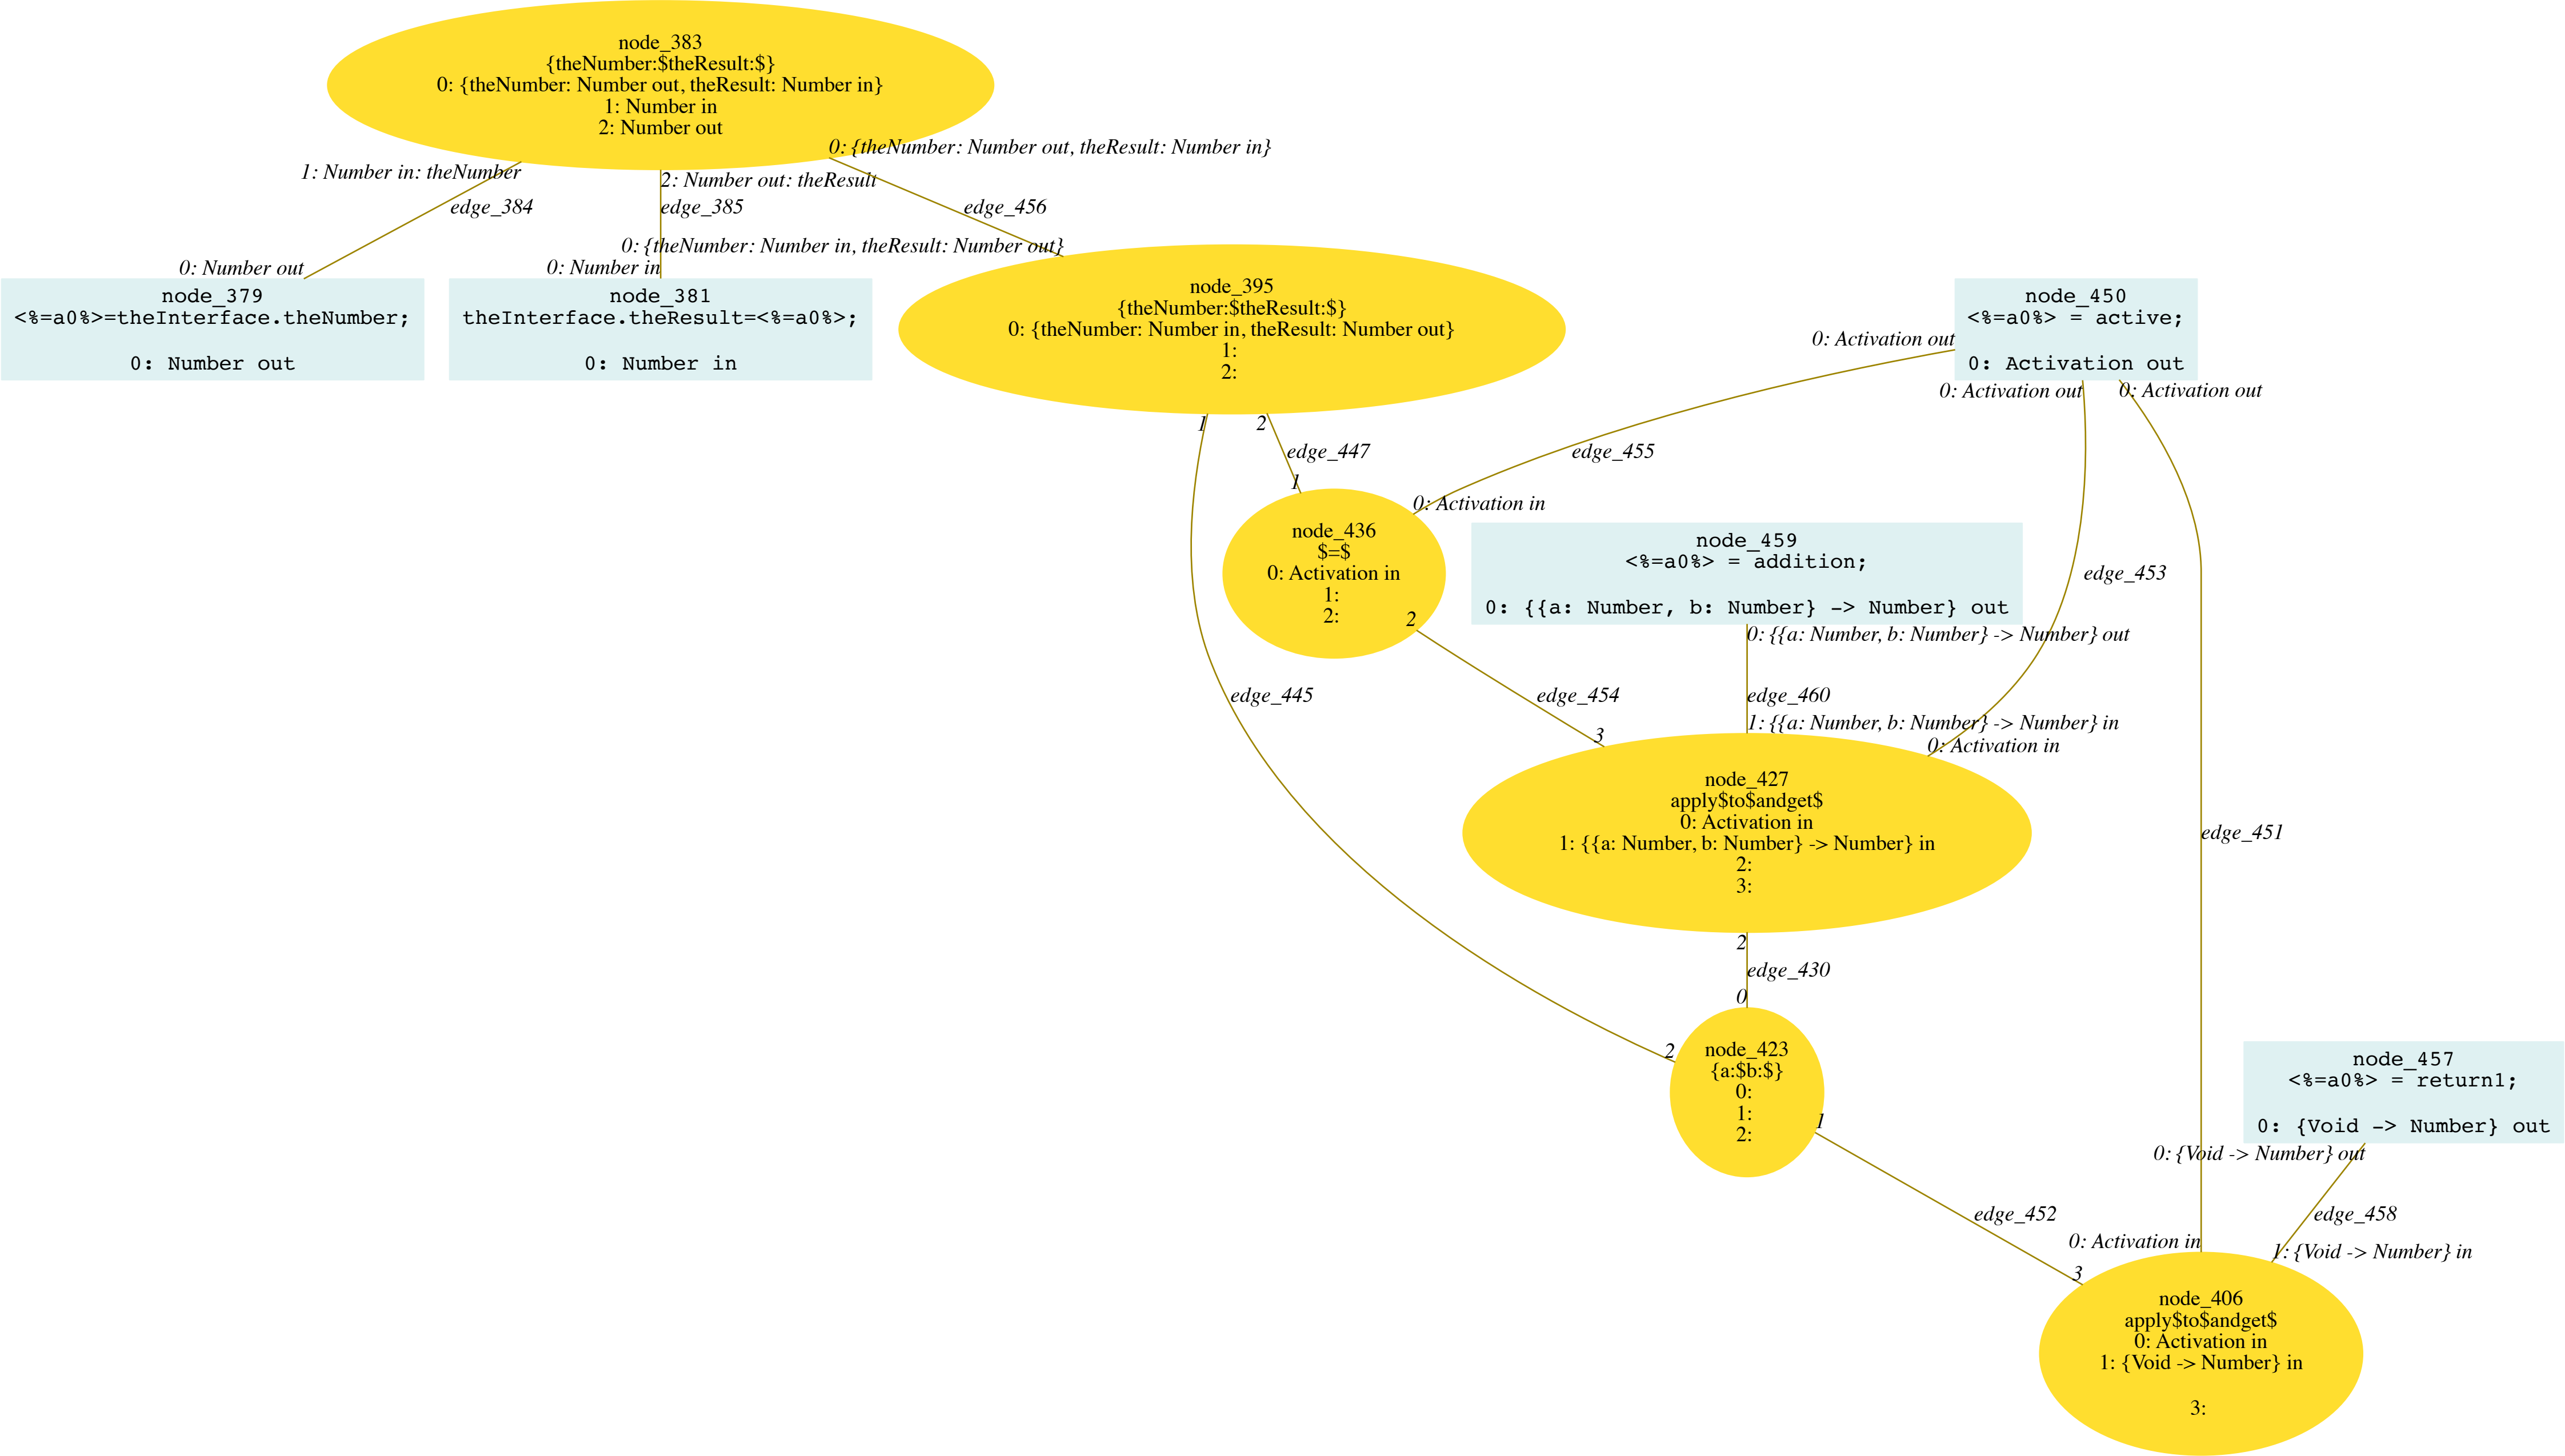 node_383
{theNumber:$theResult:$}
0: {theNumber: Number out, theResult: Number in}
1: Number in
2: Number out
0: {theNumber: Number out, theResult: Number in}
1: Number in: theNumber
2: Number out: theResult
edge_384
edge_385
edge_456
0: {theNumber: Number in, theResult: Number out}
0: Number out
0: Number in
node_379
<%=a0%>=theInterface.theNumber;
0: Number out
node_381
theInterface.theResult=<%=a0%>;
0: Number in
node_395
{theNumber:$theResult:$}
0: {theNumber: Number in, theResult: Number out}
1:
2:
node_450
<%=a0%> = active;
0: Activation out
0: Activation out
0: Activation out
0: Activation out
1
2
edge_447
edge_455
1
0: Activation in
node_436
$=$
0: Activation in
1:
2:
2
node_459
<%=a0%> = addition;
0: {{a: Number, b: Number} -> Number} out
edge_453
0: {{a: Number, b: Number} -> Number} out
edge_445
edge_454
edge_460
1: {{a: Number, b: Number} -> Number} in
3
0: Activation in
node_427
apply$to$andget$
0: Activation in
1: {{a: Number, b: Number} -> Number} in
2:
3:
edge_451
2
edge_430
0
2
node_423
{a:$b:$}
0:
1:
2:
1
node_457
<%=a0%> = return1;
0: {Void -> Number} out
0: {Void -> Number} out
edge_452
edge_458
0: Activation in
1: {Void -> Number} in
3
node_406
apply$to$andget$
0: Activation in
1: {Void -> Number} in
3: